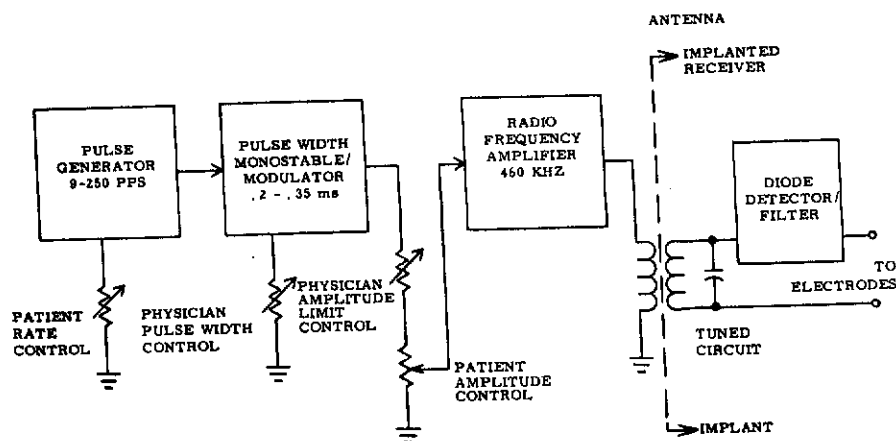 ANTENNA
IMPLANTED
RECEIVER
PULSE
GENERATOR
9-250 PPS
PULSE WIDTH
MONOSTABLE/
MODULATOR
.2 - .35 ms
RADIO
FREQUENCY
AMPLIFIER
460 KHZ
DIODE
DETECTOR/
FILTER
TO
ELECTRODES
PATIENT
RATE
CONTROL
PHYSICIAN
PULSE WIDTH
CONTROL
PHYSICIAN
AMPLITUDE
LIMIT
CONTROL
PATIENT
AMPLITUDE
CONTROL
TUNED
CIRCUIT
IMPLANT